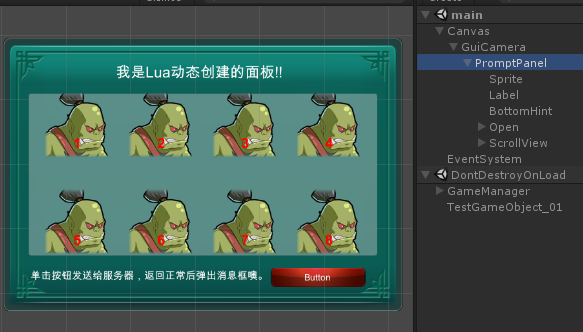 main
Canvas
GuiCamera
PromptPanel
Sprite
Label
BottomHint
Open
ScrollView
EventSystem
DontDestroyOnLoad
GameManager
TestGameObject_01
我是Lua动态创建的面板!!
1 2 3 4
5 6 7 8
单击按钮发送给服务器，返回正常后弹出消息框噢。
Button